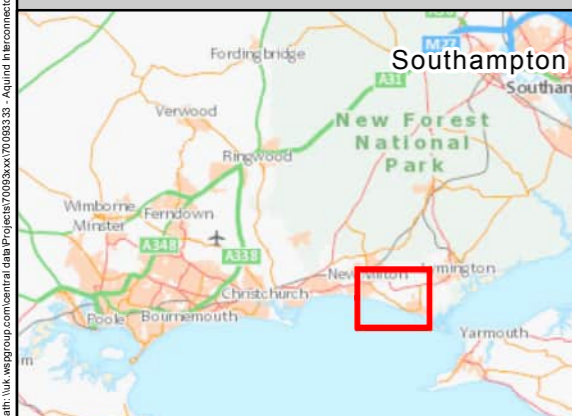 Path: \\uk.wspgroup.com\central data\Projects\70093xxx\70093333 - Aquind Interconnecto
Fordingbridge
M27
Southampton
A31
Southam
Verwood
New Forest
National
Park
Ringwood
Wimborne
Minster
Ferndown
A348
A338
New Milton
Lymington
Christchurch
Poole
Bournemouth
Yarmouth